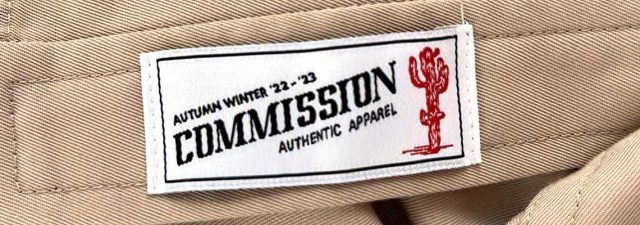 AUTUMN WINTER '22-'23
COMMISSION
AUTHENTIC APPAREL